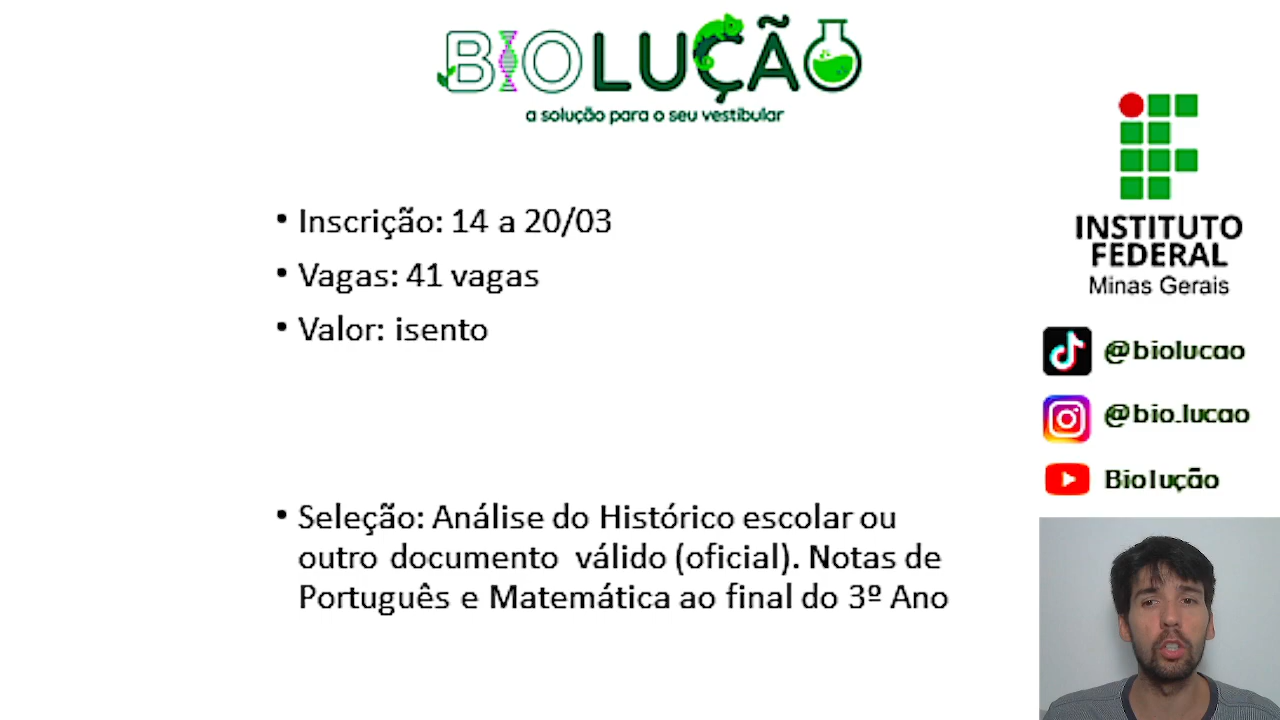 BIOLUÇÃO
a solução para o seu vestibular
• Inscrição: 14 a 20/03
• Vagas: 41 vagas
• Valor: isento
• Seleção: Análise do Histórico escolar ou
outro documento válido (oficial). Notas de
Português e Matemática ao final do 3º Ano
INSTITUTO
FEDERAL
Minas Gerais
@biolucao
@bio.lucao
Biolução